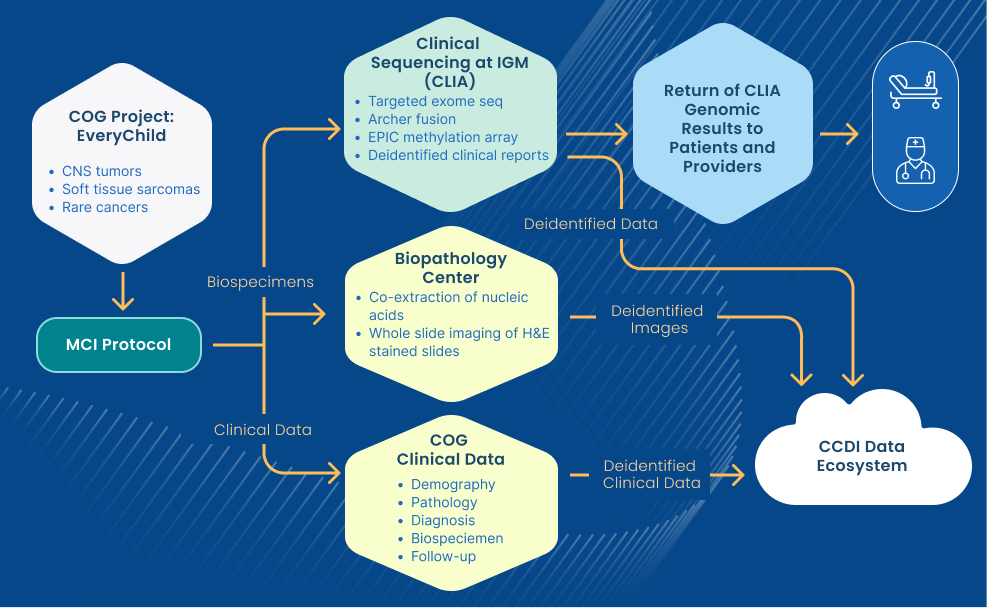 COG Project:
EveryChild
• CNS tumors
• Soft tissue sarcomas
• Rare cancers
MCI Protocol
Biospecimens
Clinical Data
Clinical
Sequencing at IGM
(CLIA)
• Targeted exome seq
• Archer fusion
• EPIC methylation array
• Deidentified clinical reports
Biopathology
Center
• Co-extraction of nucleic
acids
• Whole slide imaging of H&E
stained slides
COG
Clinical Data
• Demography
• Pathology
• Diagnosis
• Biospeciemen
• Follow-up
Return of CLIA
Genomic
Results to
Patients and
Providers
Deidentified Data
Deidentified
Images
Deidentified
Clinical Data
CCDI Data
Ecosystem